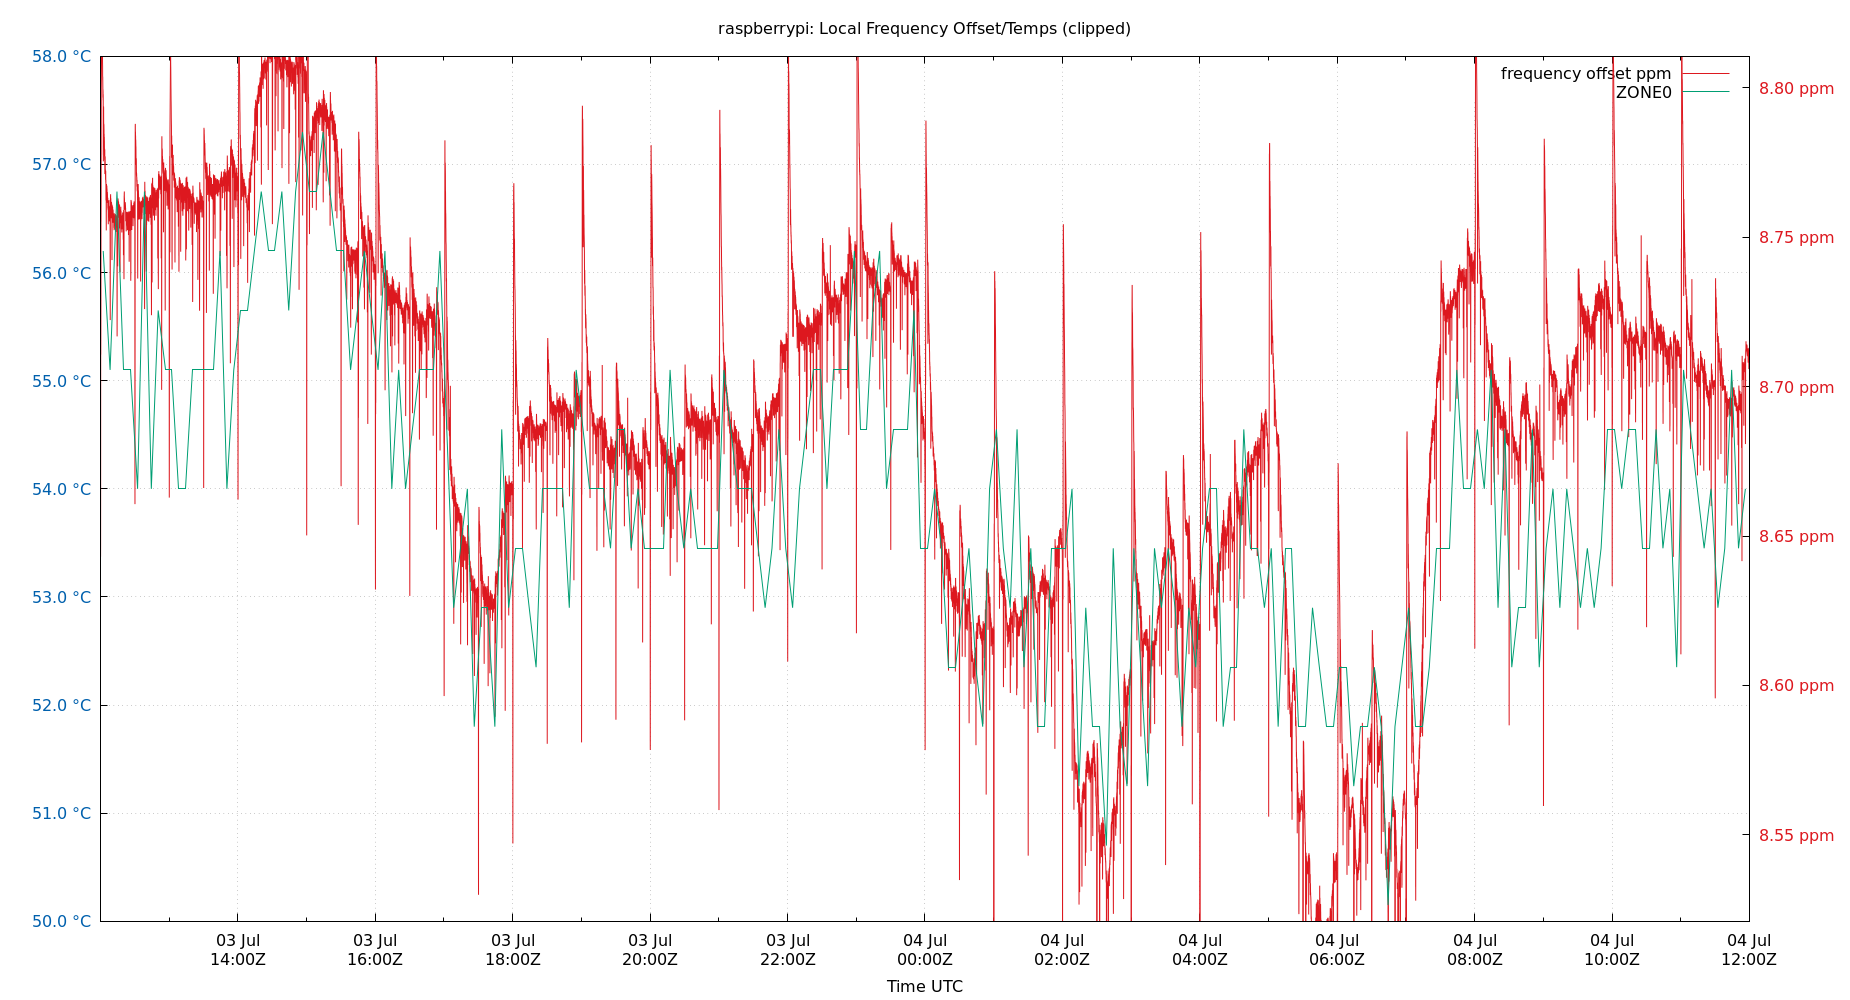 raspberrypi: Local Frequency Offset/Temps (clipped)
frequency offset ppm
ZONE0
58.0 °C
57.0 °C
56.0 °C
55.0 °C
54.0 °C
53.0 °C
52.0 °C
51.0 °C
50.0 °C
8.80 ppm
8.75 ppm
8.70 ppm
8.65 ppm
8.60 ppm
8.55 ppm
03 Jul 03 Jul 03 Jul 03 Jul 03 Jul 04 Jul 04 Jul 04 Jul 04 Jul 04 Jul 04 Jul 04 Jul
14:00Z 16:00Z 18:00Z 20:00Z 22:00Z 00:00Z 02:00Z 04:00Z 06:00Z 08:00Z 10:00Z 12:00Z
Time UTC